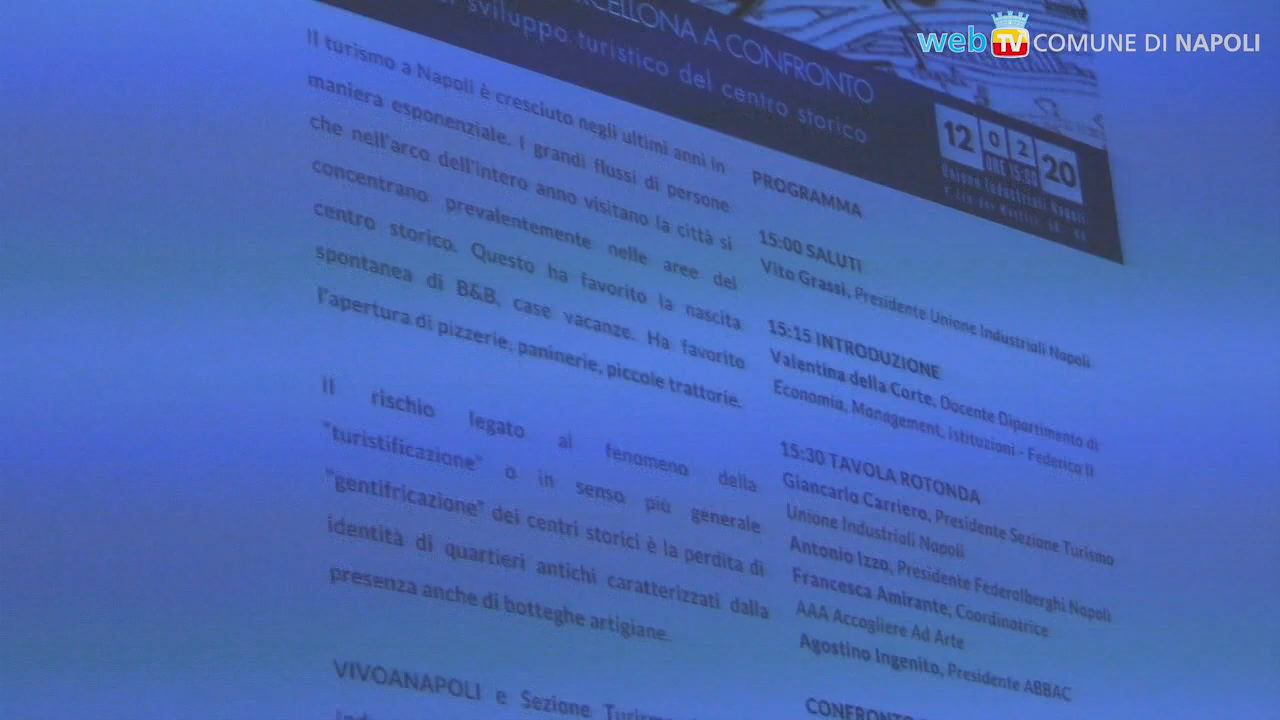 web TV COMUNE DI NAPOLI
CELLONA A CONFRONTO
sviluppo turistico del centro storico
12 02 20
ORE 15.00
Unione Industriali Napoli
Il turismo a Napoli è cresciuto negli ultimi anni in
maniera esponenziale. I grandi flussi di persone
che nell'arco dell'intero anno visitano la città si
concentrano prevalentemente nelle aree del
centro storico. Questo ha favorito la nascita
spontanea di B&B, case vacanze. Ha favorito
l'apertura di pizzerie, paninerie, piccole trattorie.
Il rischio legato al fenomeno della
"turistificazione" o in senso più generale
"gentifricazione" dei centri storici è la perdita di
identità di quartieri antichi caratterizzati dalla
presenza anche di botteghe artigiane.
VIVOANAPOLI e Sezione
PROGRAMMA
15:00 SALUTI
Vito Grassi, Presidente Unione Industriali Napoli
15:15 INTRODUZIONE
Valentina della Corte, Docente Dipartimento di
Economia, Management, Istituzioni - Federico II
15:30 TAVOLA ROTONDA
Giancarlo Carriero, Presidente Sezione Turismo
Unione Industriali Napoli
Antonio Izzo, Presidente Federalberghi Napoli
Francesca Amirante, Coordinatrice
AAA Accogliere Ad Arte
Agostino Ingenito, Presidente ABBAC